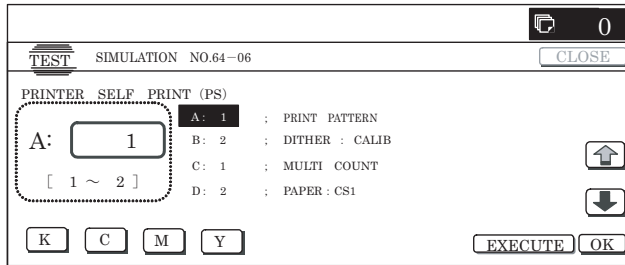 0
TEST SIMULATION NO.64-06 CLOSE
PRINTER SELF PRINT (PS)
A: 1 ; PRINT PATTERN
B: 2 ; DITHER : CALIB
C: 1 ; MULTI COUNT
D: 2 ; PAPER : CS1
A: 1
[ 1 ~ 2 ]
K C M Y EXECUTE OK